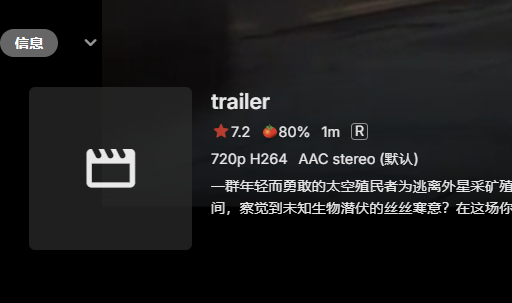 信息
trailer
7.2 80% 1m R
720p H264 AAC stereo (默认)
一群年轻而勇敢的太空殖民者为逃离外星采矿殖
间，察觉到未知生物潜伏的丝丝寒意？在这场你